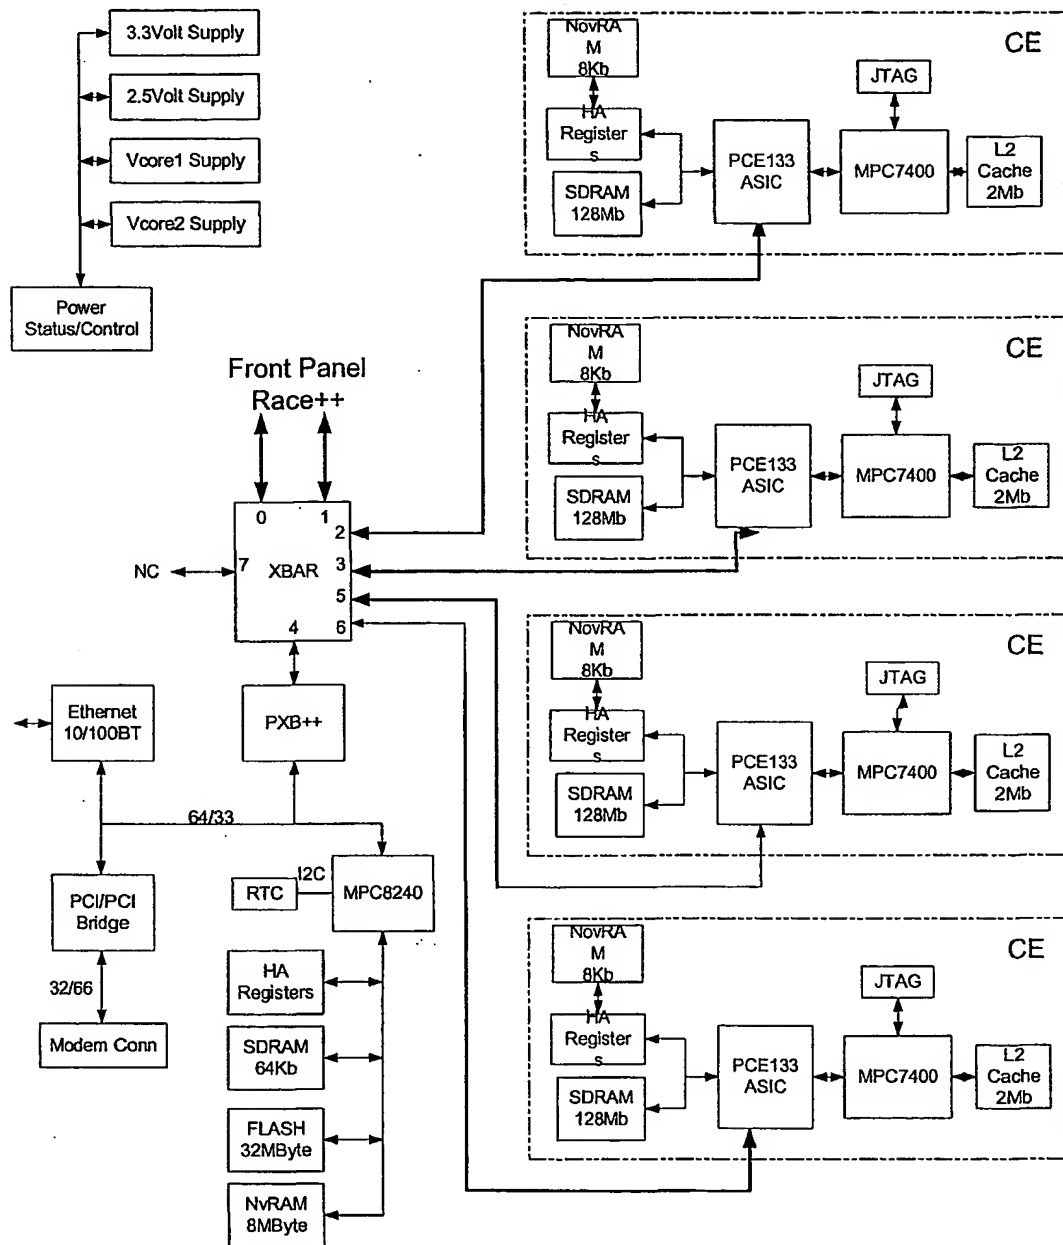 3.3Volt Supply
2.5Volt Supply
Vcore1 Supply
Vcore2 Supply
Power
Status/Control
Front Panel
Race++
0
1
2
7
XBAR
3
5
4
6
NC
Ethernet
10/100BT
PXB++
64/33
PCI/PCI
Bridge
RTC
I2C
MPC8240
32/66
Modem Conn
HA
Registers
SDRAM
64Kb
FLASH
32MByte
NvRAM
8MByte
CE
NovRA
M
8Kb
HA
Register
s
SDRAM
128Mb
PCE133
ASIC
JTAG
MPC7400
L2
Cache
2Mb
CE
NovRA
M
8Kb
HA
Register
s
SDRAM
128Mb
PCE133
ASIC
JTAG
MPC7400
L2
Cache
2Mb
CE
NovRA
M
8Kb
HA
Register
s
SDRAM
128Mb
PCE133
ASIC
JTAG
MPC7400
L2
Cache
2Mb
CE
NovRA
M
8Kb
HA
Register
s
SDRAM
128Mb
PCE133
ASIC
JTAG
MPC7400
L2
Cache
2Mb